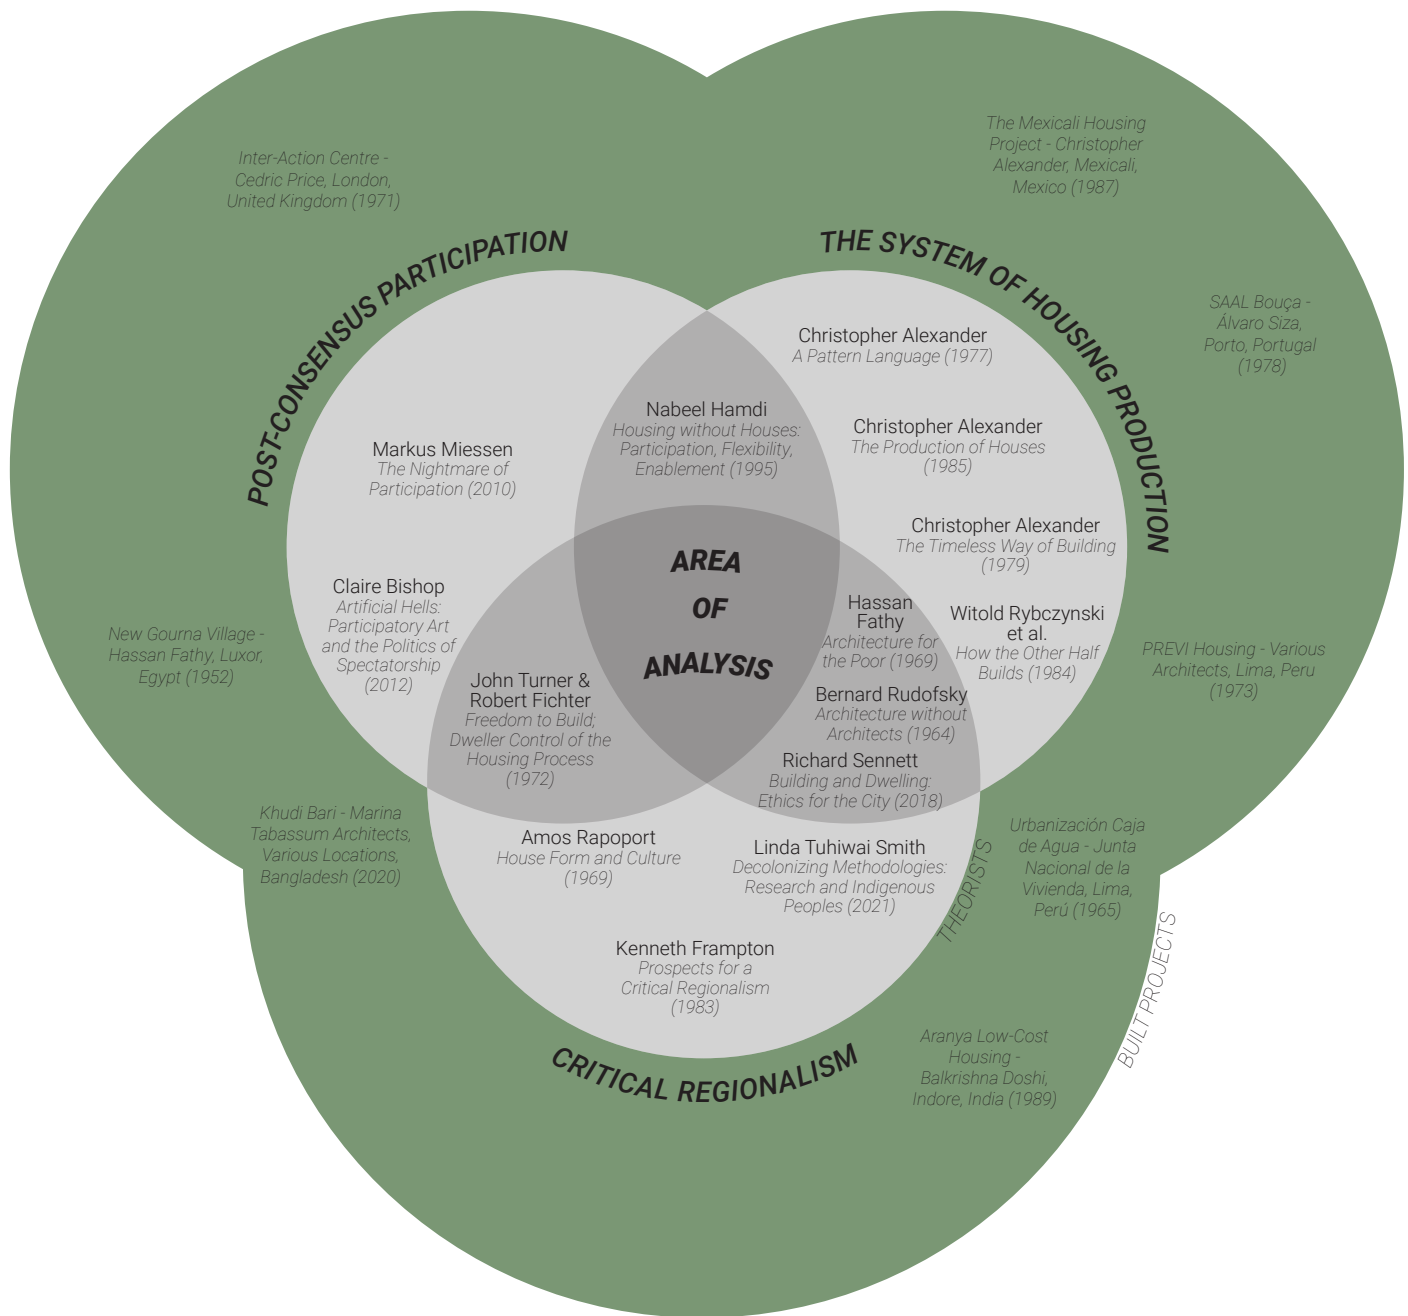 Inter-Action Centre -
Cedric Price, London,
United Kingdom (1971)
The Mexicali Housing
Project - Christopher
Alexander, Mexicali,
Mexico (1987)
POST-CONSENSUS PARTICIPATION
THE SYSTEM OF HOUSING PRODUCTION
SAAL Bouça -
Álvaro Siza,
Porto, Portugal
(1978)
Christopher Alexander
A Pattern Language (1977)
Nabeel Hamdi
Housing without Houses:
Participation, Flexibility,
Enablement (1995)
Christopher Alexander
The Production of Houses
(1985)
Markus Miessen
The Nightmare of
Participation (2010)
Christopher Alexander
The Timeless Way of Building
(1979)
AREA
OF
ANALYSIS
Claire Bishop
Artificial Hells:
Participatory Art
and the Politics of
Spectatorship
(2012)
Hassan
Fathy
Architecture for
the Poor (1969)
Witold Rybczynski
et al.
How the Other Half
Builds (1984)
New Gourna Village -
Hassan Fathy, Luxor,
Egypt (1952)
PREVI Housing - Various
Architects, Lima, Peru
(1973)
John Turner &
Robert Fichter
Freedom to Build;
Dweller Control of the
Housing Process
(1972)
Bernard Rudofsky
Architecture without
Architects (1964)
Richard Sennett
Building and Dwelling:
Ethics for the City (2018)
Khudi Bari - Marina
Tabassum Architects,
Various Locations,
Bangladesh (2020)
Amos Rapoport
House Form and Culture
(1969)
Linda Tuhiwai Smith
Decolonizing Methodologies:
Research and Indigenous
Peoples (2021)
THEORISTS
Urbanización Caja
de Agua - Junta
Nacional de la
Vivienda, Lima,
Perú (1965)
BUILT PROJECTS
Kenneth Frampton
Prospects for a
Critical Regionalism
(1983)
CRITICAL REGIONALISM
Aranya Low-Cost
Housing -
Balkrishna Doshi,
Indore, India (1989)